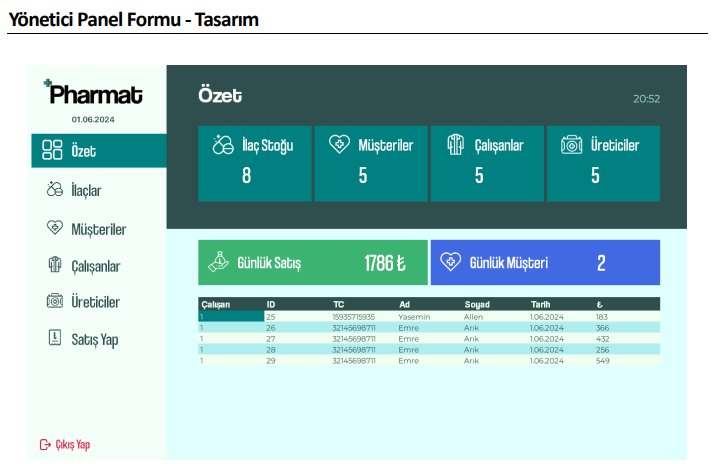 Yönetici Panel Formu - Tasarım
Pharmat
01.06.2024
Özet
İlaçlar
Müşteriler
Çalışanlar
Üreticiler
Satış Yap
Çıkış Yap
Özet
20:52
İlaç Stoğu
8
Müşteriler
5
Çalışanlar
5
Üreticiler
5
Günlük Satış 1786 ₺
Günlük Müşteri 2
Çalışan ID TC Ad Soyad Tarih ₺
1 25 15935715935 Yasemin Allen 1.06.2024 183
1 26 32145698711 Emre Arık 1.06.2024 366
1 27 32145698711 Emre Arık 1.06.2024 432
1 28 32145698711 Emre Arık 1.06.2024 256
1 29 32145698711 Emre Arık 1.06.2024 549